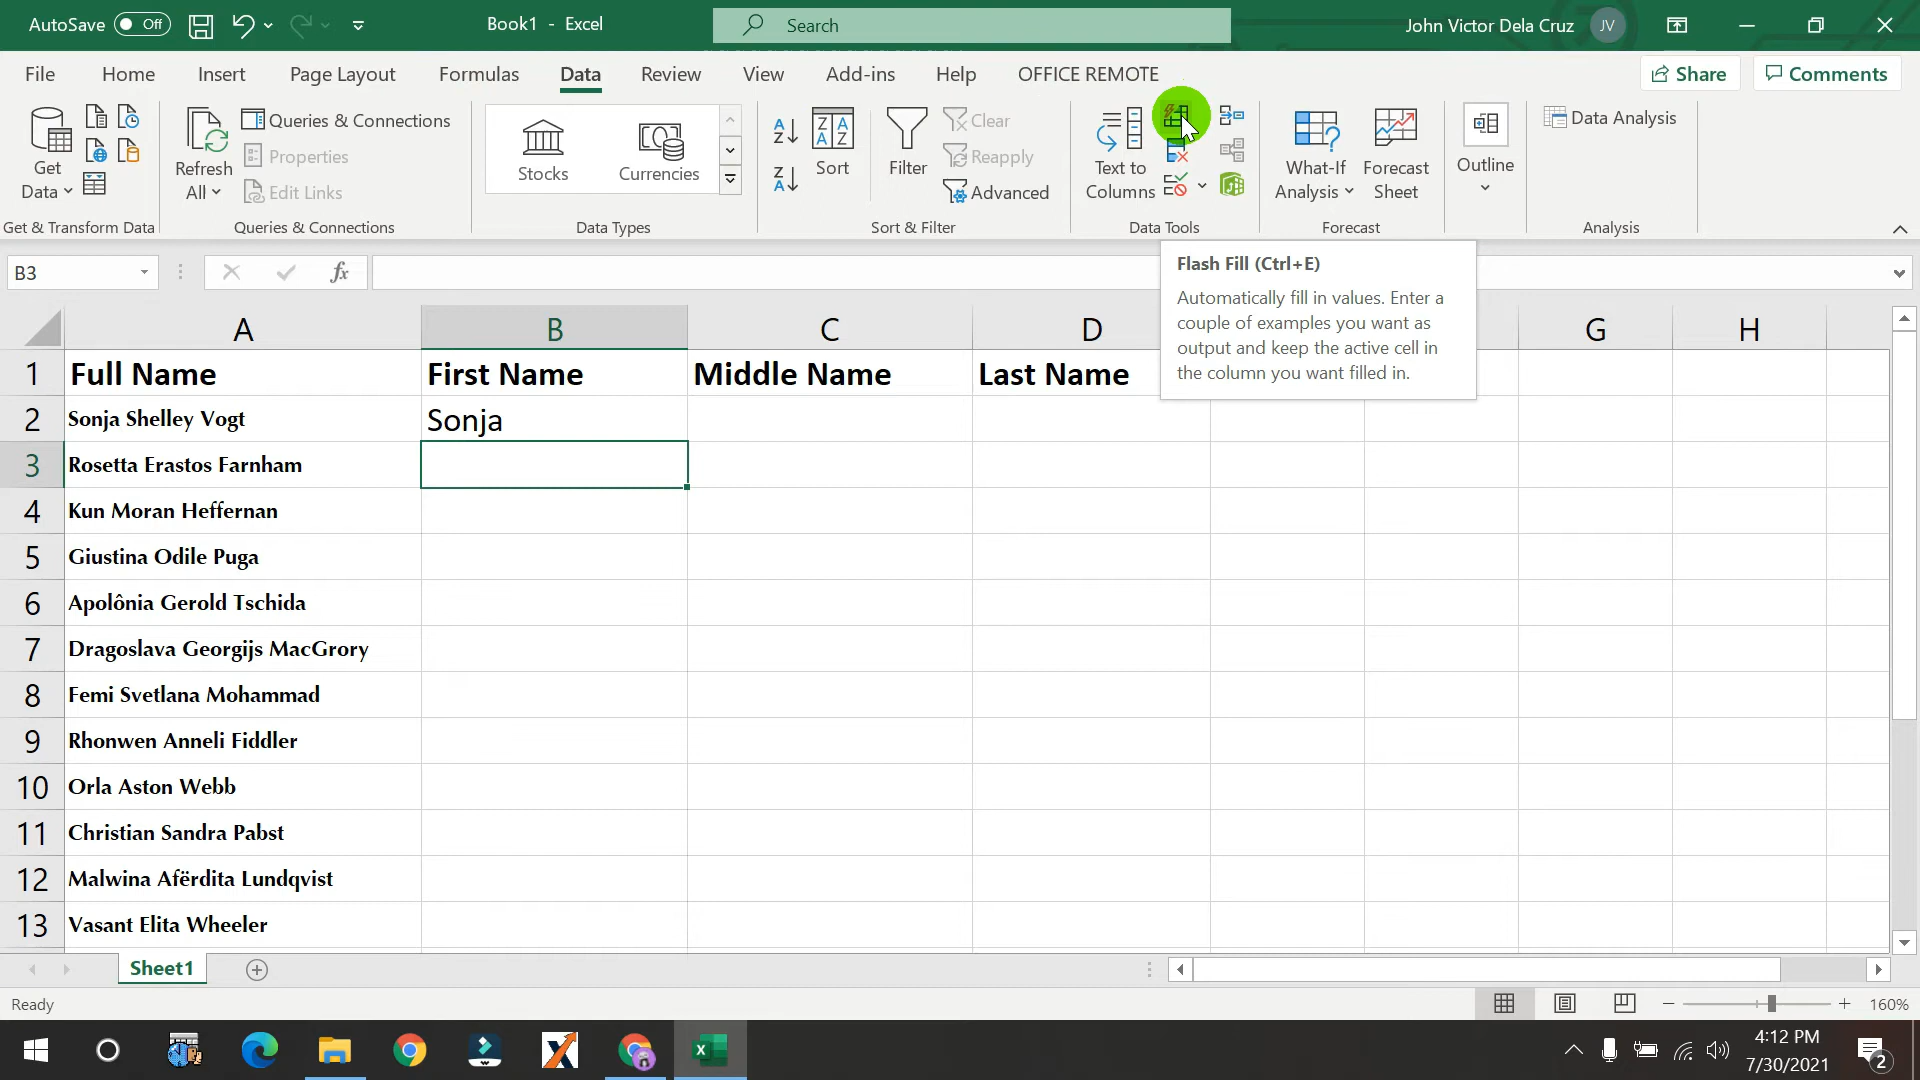 AutoSave Off Book1 - Excel Search John Victor Dela Cruz JV
File Home Insert Page Layout Formulas Data Review View Add-ins Help OFFICE REMOTE Share Comments
Get Data
Refresh All
Queries & Connections
Properties
Edit Links
Stocks
Currencies
Sort
Filter
Clear
Reapply
Advanced
Text to Columns
What-If Analysis
Forecast Sheet
Outline
Data Analysis
Get & Transform Data Queries & Connections Data Types Sort & Filter Data Tools Forecast Analysis
B3 fx
Flash Fill (Ctrl+E)
Automatically fill in values. Enter a
couple of examples you want as
output and keep the active cell in
the column you want filled in.
A B C D G H
1 Full Name First Name Middle Name Last Name
2 Sonja Shelley Vogt Sonja
3 Rosetta Erastos Farnham
4 Kun Moran Heffernan
5 Giustina Odile Puga
6 Apolônia Gerold Tschida
7 Dragoslava Georgijs MacGrory
8 Femi Svetlana Mohammad
9 Rhonwen Anneli Fiddler
10 Orla Aston Webb
11 Christian Sandra Pabst
12 Malwina Afërdita Lundqvist
13 Vasant Elita Wheeler
Sheet1
Ready 160%
4:12 PM
7/30/2021
2